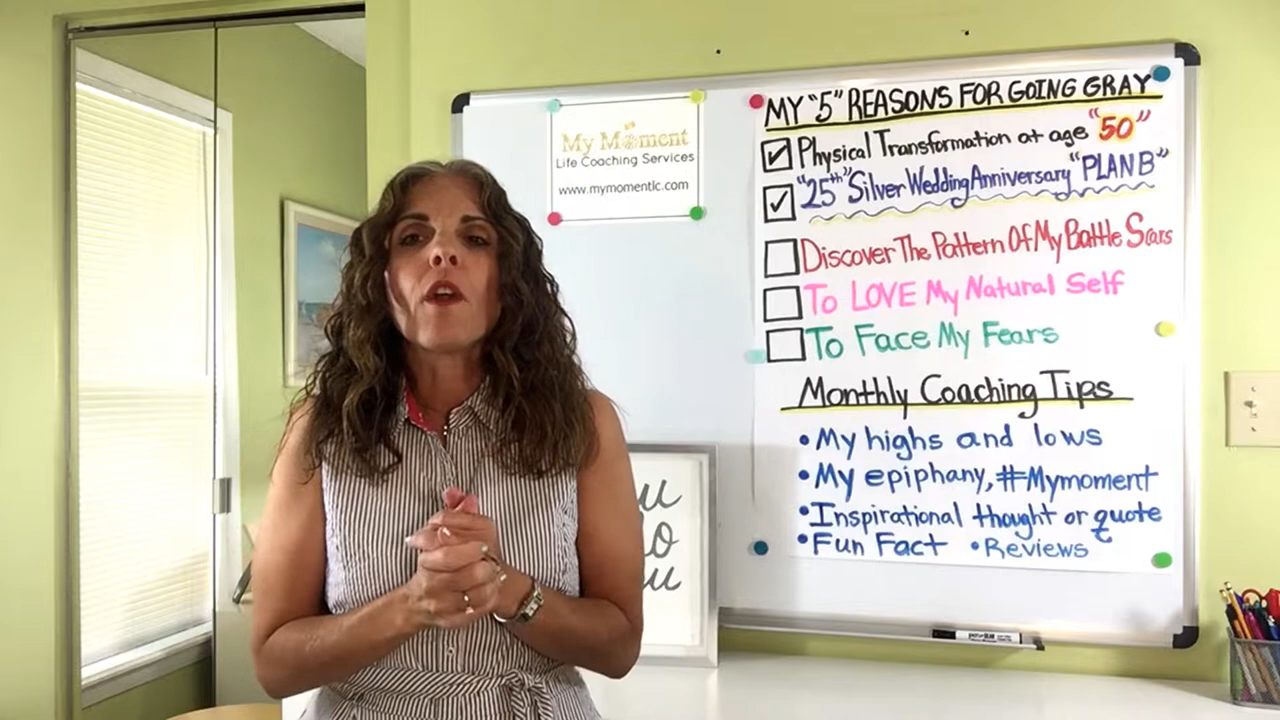 My Moment
Life Coaching Services
www.mymomentlc.com
MY "5" REASONS FOR GOING GRAY
Physical Transformation at age "50"
"25th" Silver Wedding Anniversary "PLAN B"
Discover The Pattern Of My Battle Scars
To LOVE My Natural Self
To Face My Fears
Monthly Coaching Tips
• My highs and lows
• My epiphany, #Mymoment
• Inspirational thought or quote
• Fun Fact • Reviews